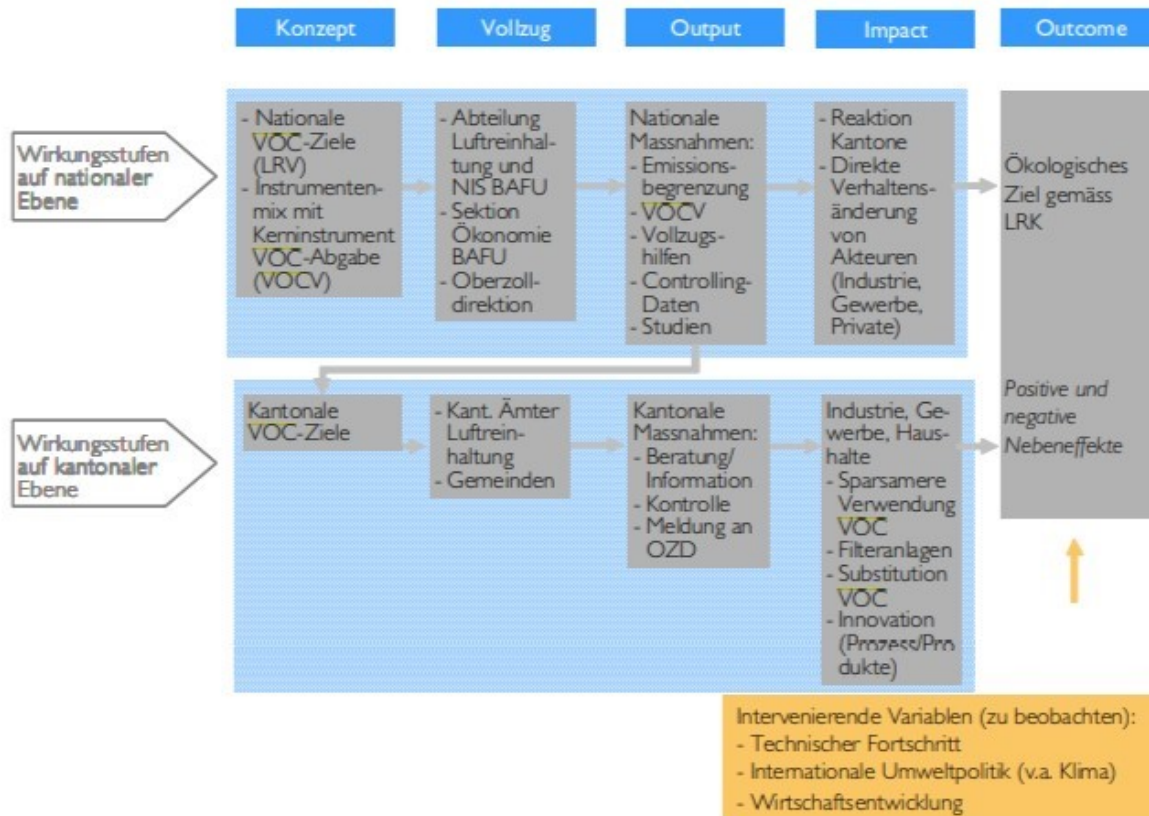 Konzept
Vollzug
Output
Impact
Outcome
Wirkungsstufen
auf nationaler
Ebene
- Nationale
VOC-Ziele
(LRV)
- Instrumenten-
mix mit
Kerninstrument
VOC-Abgabe
(VOCV)
- Abteilung
Luftreinhal-
tung und
NIS BAFU
- Sektion
Ökonomie
BAFU
- Oberzoll-
direktion
Nationale
Massnahmen:
- Emissions-
begrenzung
- VOCV
- Vollzugs-
hilfen
- Controlling-
Daten
- Studien
- Reaktion
Kantone
- Direkte
Verhaltens-
änderung
von
Akteuren
(Industrie,
Gewerbe,
Private)
Ökologisches
Ziel gemäss
LRK
Positive und
negative
Nebeneffekte
Wirkungsstufen
auf kantonaler
Ebene
Kantonale
VOC-Ziele
- Kant. Ämter
Luftrein-
haltung
- Gemeinden
Kantonale
Massnahmen:
- Beratung/
Information
- Kontrolle
- Meldung an
OZD
Industrie, Ge-
werbe, Haus-
halte
- Sparsamere
Verwendung
VOC
- Filteranlagen
- Substitution
VOC
- Innovation
(Prozess/Pro
dukte)
Intervenierende Variablen (zu beobachten):
- Technischer Fortschritt
- Internationale Umweltpolitik (v.a. Klima)
- Wirtschaftsentwicklung